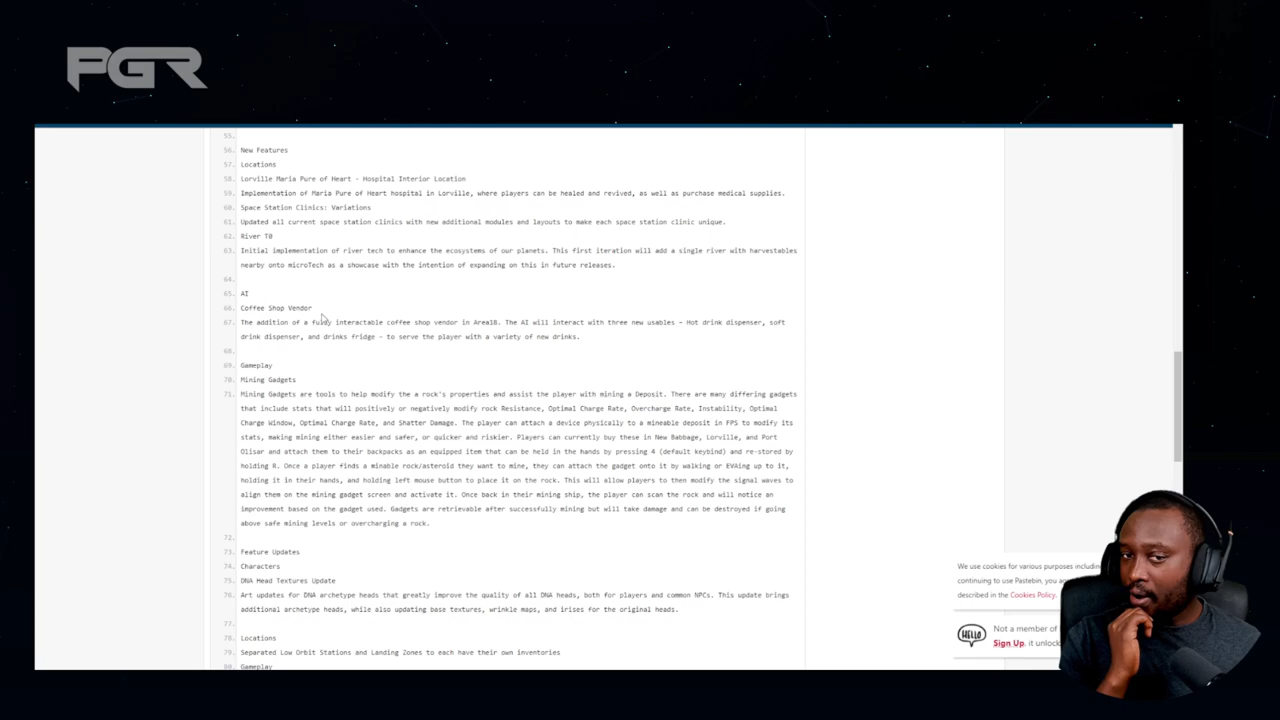 PGR
55.
56. New Features
57. Locations
58. Lorville Maria Pure of Heart - Hospital Interior Location
59. Implementation of Maria Pure of Heart hospital in Lorville, where players can be healed and revived, as well as purchase medical supplies.
60. Space Station Clinics: Variations
61. Updated all current space station clinics with new additional modules and layouts to make each space station clinic unique.
62. River T0
63. Initial implementation of river tech to enhance the ecosystems of our planets. This first iteration will add a single river with harvestables
nearby onto microTech as a showcase with the intention of expanding on this in future releases.
64.
65. AI
66. Coffee Shop Vendor
67. The addition of a fully interactable coffee shop vendor in Area18. The AI will interact with three new usables - Hot drink dispenser, soft
drink dispenser, and drinks fridge - to serve the player with a variety of new drinks.
68.
69. Gameplay
70. Mining Gadgets
71. Mining Gadgets are tools to help modify the a rock's properties and assist the player with mining a Deposit. There are many differing gadgets
that include stats that will positively or negatively modify rock Resistance, Optimal Charge Rate, Overcharge Rate, Instability, Optimal
Charge Window, Optimal Charge Rate, and Shatter Damage. The player can attach a device physically to a mineable deposit in FPS to modify its
stats, making mining either easier and safer, or quicker and riskier. Players can currently buy these in New Babbage, Lorville, and Port
Olisar and attach them to their backpacks as an equipped item that can be held in the hands by pressing 4 (default keybind) and re-stored by
holding R. Once a player finds a minable rock/asteroid they want to mine, they can attach the gadget onto it by walking or EVAing up to it,
holding it in their hands, and holding left mouse button to place it on the rock. This will allow players to then modify the signal waves to
align them on the mining gadget screen and activate it. Once back in their mining ship, the player can scan the rock and will notice an
improvement based on the gadget used. Gadgets are retrievable after successfully mining but will take damage and can be destroyed if going
above safe mining levels or overcharging a rock.
72.
73. Feature Updates
74. Characters
75. DNA Head Textures Update
76. Art updates for DNA archetype heads that greatly improve the quality of all DNA heads, both for players and common NPCs. This update brings
additional archetype heads, while also updating base textures, wrinkle maps, and irises for the original heads.
77.
78. Locations
79. Separated Low Orbit Stations and Landing Zones to each have their own inventories
80. Gameplay
We use cookies for various purposes including
continuing to use Pastebin, you
described in the Cookies Policy.
HELLO
Not a member of
Sign Up, it